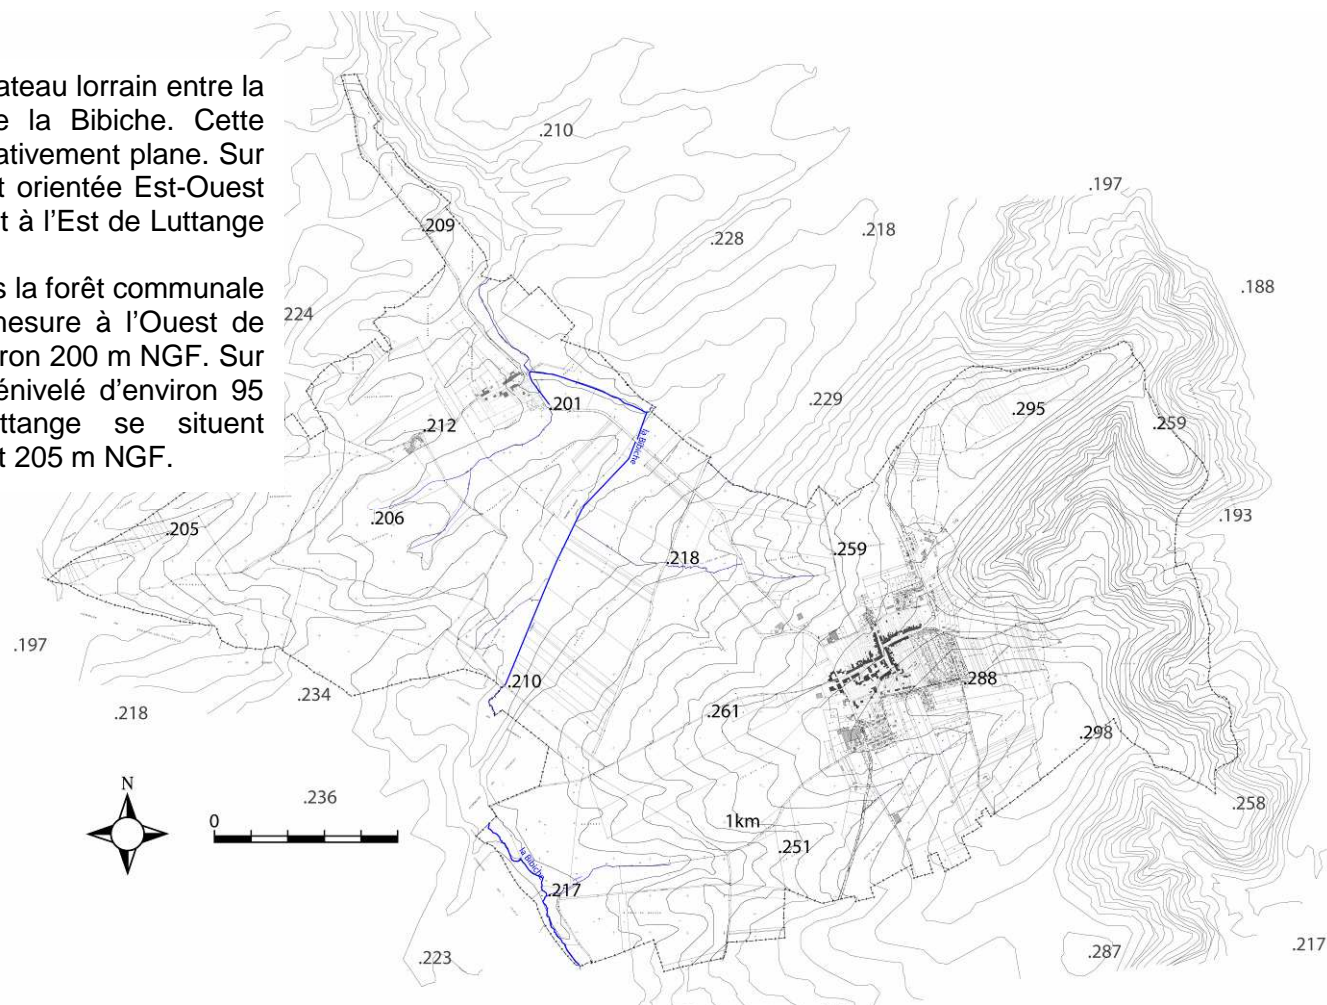 ateau lorrain entre la
e la Bibiche. Cette
ativement plane. Sur
t orientée Est-Ouest
t à l'Est de Luttange
s la forêt communale
nesure à l'Ouest de
ron 200 m NGF. Sur
énivelé d'environ 95
ttange se situent
t 205 m NGF.
.210
.197
.209
.228
.218
.188
224
.229
.201
.295
.212
.259
.206
.193
.205
.218
.259
la Bibiche
.197
.210
.288
.234
.218
.261
.298
N
.236
.258
0
1km
.251
la Bibiche
.217
.223
.287
.217